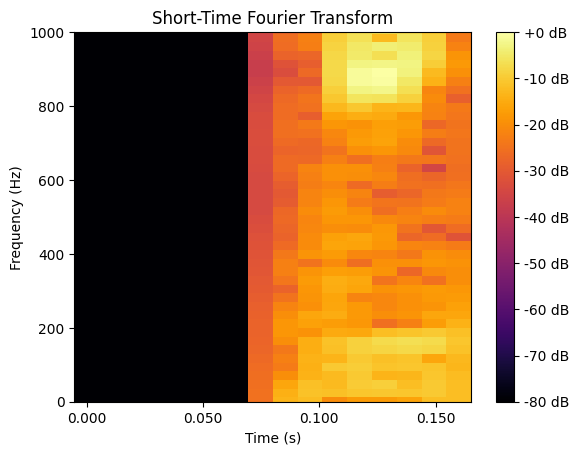 Short-Time Fourier Transform
1000
800
600
400
200
0
Frequency (Hz)
0.000
0.050
0.100
0.150
Time (s)
+0 dB
-10 dB
-20 dB
-30 dB
-40 dB
-50 dB
-60 dB
-70 dB
-80 dB